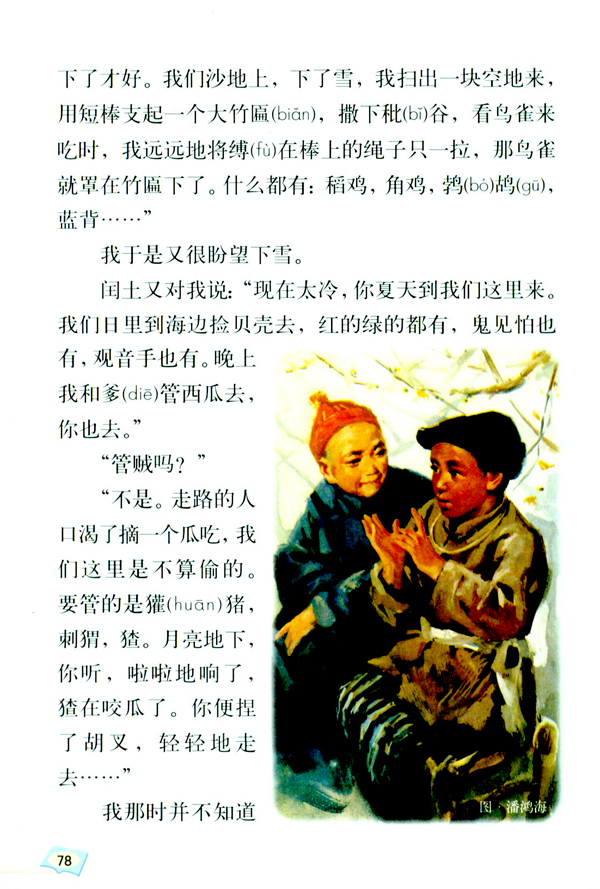 下了才好。我们沙地上，下了雪，我扫出一块空地来，
用短棒支起一个大竹匾(biǎn)，撒下秕(bǐ)谷，看鸟雀来
吃时，我远远地将缚(fù)在棒上的绳子只一拉，那鸟雀
就罩在竹匾下了。什么都有：稻鸡，角鸡，鹁(bó)鸪(gū)，
蓝背……”
我于是又很盼望下雪。
闰土又对我说：“现在太冷，你夏天到我们这里来。
我们日里到海边捡贝壳去，红的绿的都有，鬼见怕也
有，观音手也有。晚上
我和爹(diē)管西瓜去，
你也去。”
“管贼吗？”
“不是。走路的人
口渴了摘一个瓜吃，我
们这里是不算偷的。
要管的是獾(huān)猪，
刺猬，猹。月亮地下，
你听，啦啦地响了，
猹在咬瓜了。你便捏
了胡叉，轻轻地走
去……”
我那时并不知道
图·潘鸿海
78